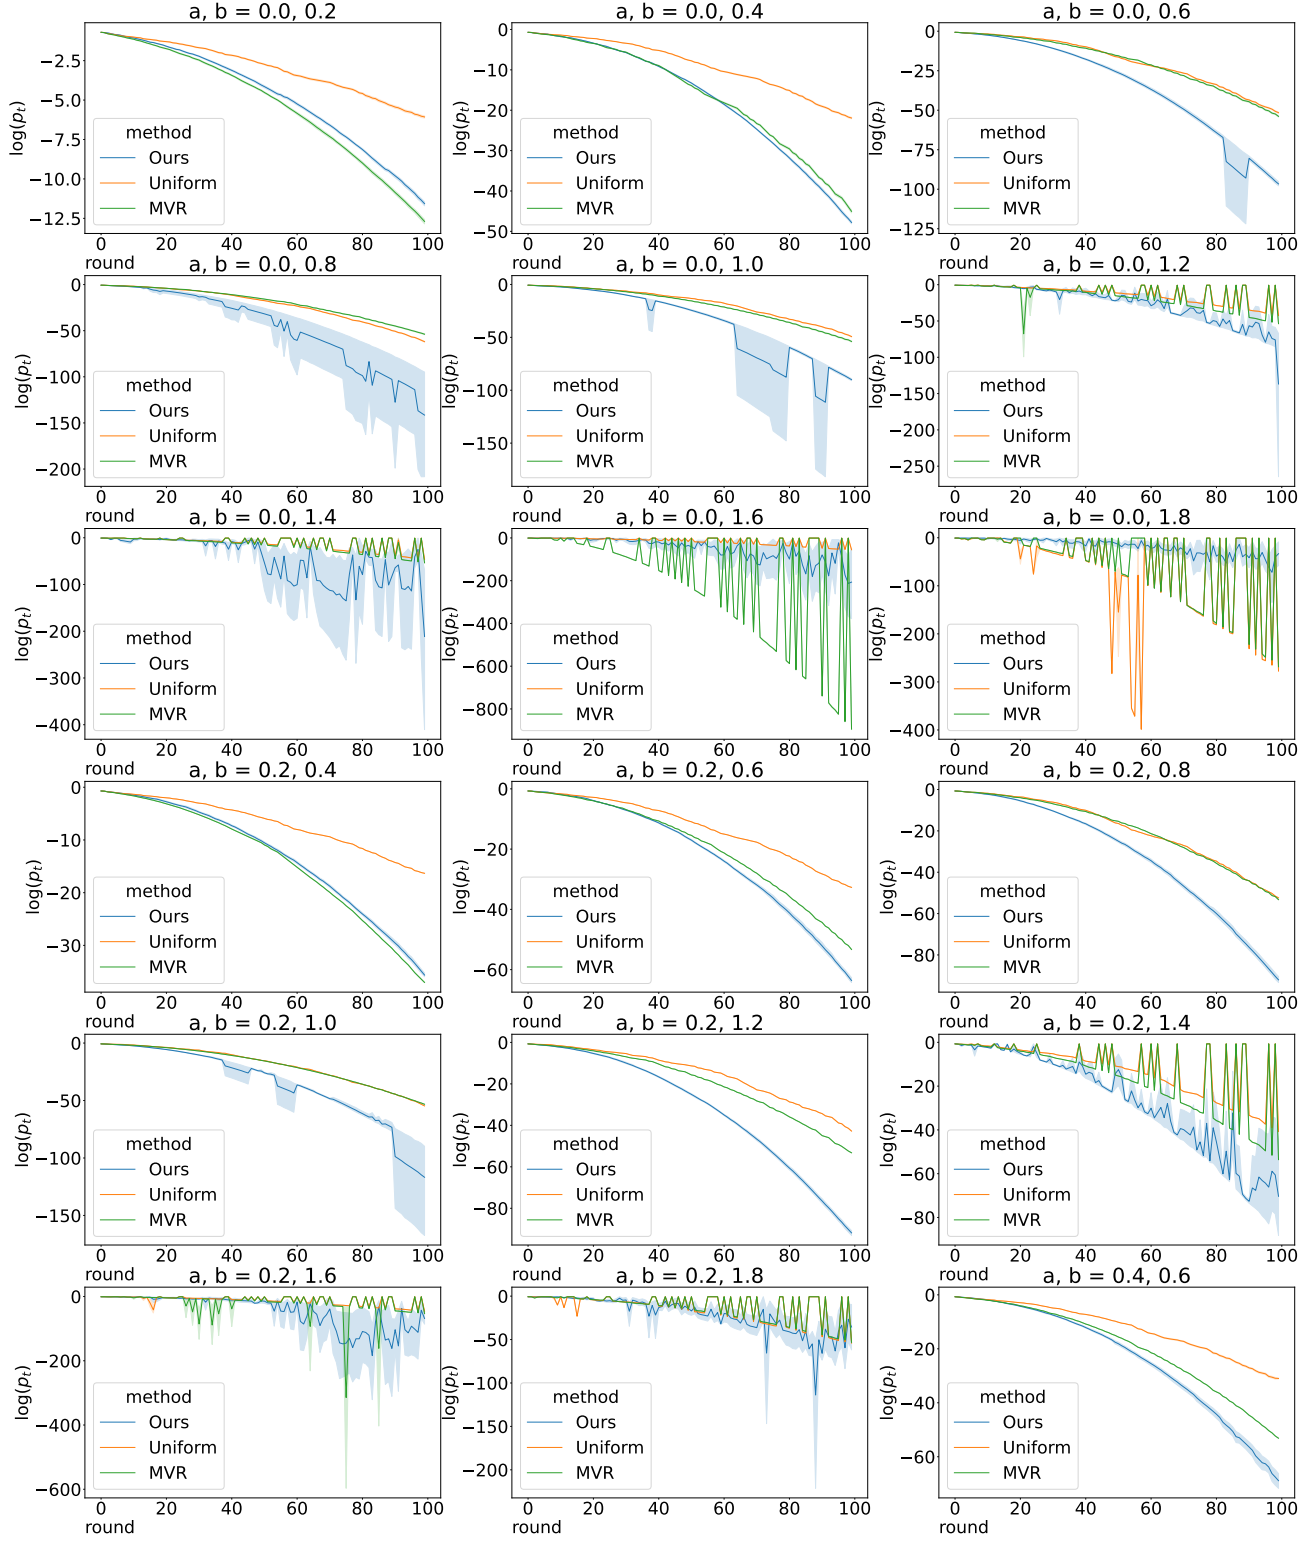 a, b = 0.0, 0.2
a, b = 0.0, 0.4
a, b = 0.0, 0.6
log(p_t)
−2.5
−5.0
−7.5
−10.0
−12.5
method
Ours
Uniform
MVR
0 20 40 60 80 100
round
log(p_t)
0
−10
−20
−30
−40
−50
method
Ours
Uniform
MVR
0 20 40 60 80 100
round
log(p_t)
0
−25
−50
−75
−100
−125
method
Ours
Uniform
MVR
0 20 40 60 80 100
a, b = 0.0, 0.8
a, b = 0.0, 1.0
a, b = 0.0, 1.2
log(p_t)
0
−50
−100
−150
−200
method
Ours
Uniform
MVR
0 20 40 60 80 100
round
log(p_t)
0
−50
−100
−150
method
Ours
Uniform
MVR
0 20 40 60 80 100
round
log(p_t)
0
−50
−100
−150
−200
−250
method
Ours
Uniform
MVR
0 20 40 60 80 100
a, b = 0.0, 1.4
a, b = 0.0, 1.6
a, b = 0.0, 1.8
log(p_t)
0
−100
−200
−300
−400
method
Ours
Uniform
MVR
0 20 40 60 80 100
round
log(p_t)
0
−200
−400
−600
−800
method
Ours
Uniform
MVR
0 20 40 60 80 100
round
log(p_t)
0
−100
−200
−300
−400
method
Ours
Uniform
MVR
0 20 40 60 80 100
a, b = 0.2, 0.4
a, b = 0.2, 0.6
a, b = 0.2, 0.8
log(p_t)
0
−10
−20
−30
method
Ours
Uniform
MVR
0 20 40 60 80 100
round
log(p_t)
0
−20
−40
−60
method
Ours
Uniform
MVR
0 20 40 60 80 100
round
log(p_t)
0
−20
−40
−60
−80
method
Ours
Uniform
MVR
0 20 40 60 80 100
a, b = 0.2, 1.0
a, b = 0.2, 1.2
a, b = 0.2, 1.4
log(p_t)
0
−50
−100
−150
method
Ours
Uniform
MVR
0 20 40 60 80 100
round
log(p_t)
0
−20
−40
−60
−80
method
Ours
Uniform
MVR
0 20 40 60 80 100
round
log(p_t)
0
−20
−40
−60
−80
method
Ours
Uniform
MVR
0 20 40 60 80 100
a, b = 0.2, 1.6
a, b = 0.2, 1.8
a, b = 0.4, 0.6
log(p_t)
0
−200
−400
−600
method
Ours
Uniform
MVR
0 20 40 60 80 100
round
log(p_t)
0
−50
−100
−150
−200
method
Ours
Uniform
MVR
0 20 40 60 80 100
round
log(p_t)
0
−20
−40
−60
method
Ours
Uniform
MVR
0 20 40 60 80 100